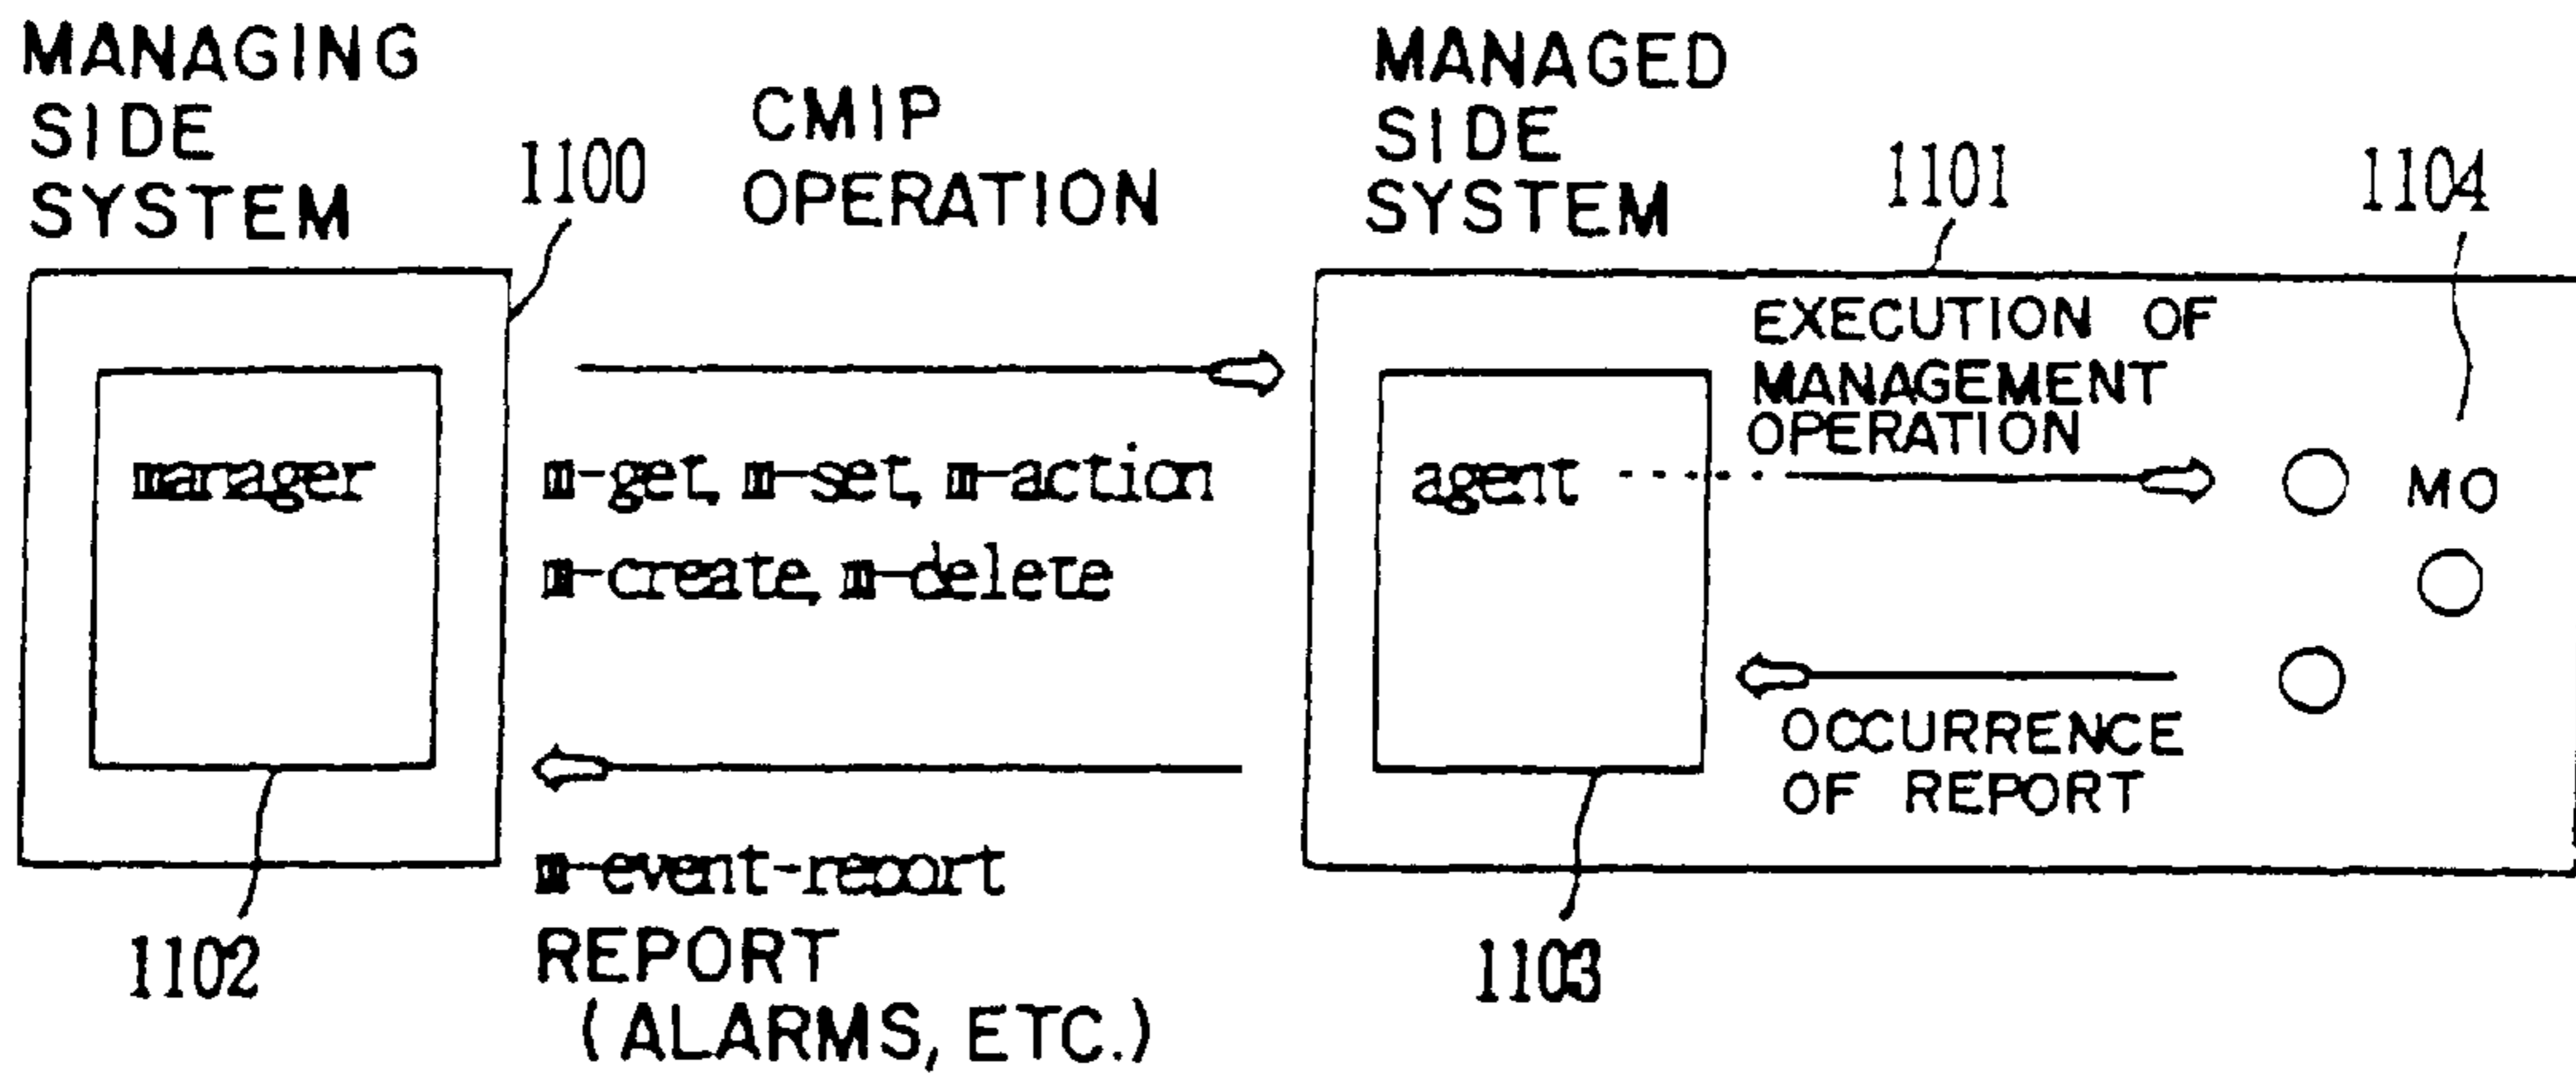 MANAGING
SIDE
SYSTEM
1100
CMIP
OPERATION
MANAGED
SIDE
SYSTEM
1101
1104
manager
m-get, m-set, m-action
m-create, m-delete
agent
EXECUTION OF
MANAGEMENT
OPERATION
MO
OCCURRENCE
OF REPORT
m-event-report
REPORT
(ALARMS, ETC.)
1102
1103